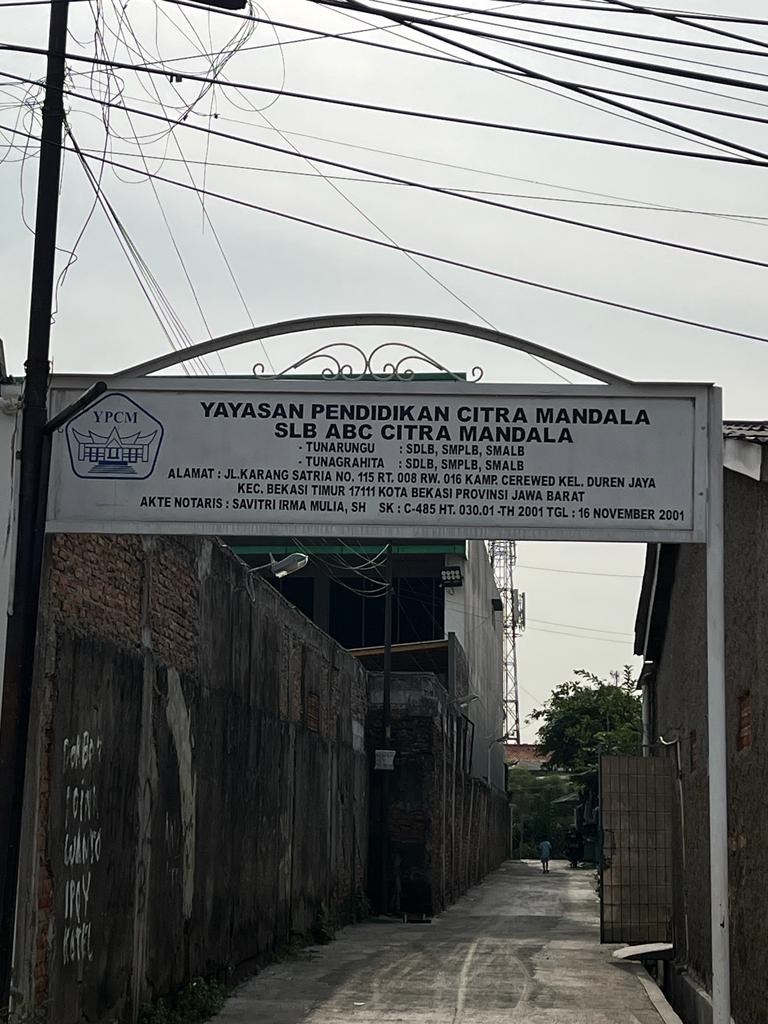 YPCM
YAYASAN PENDIDIKAN CITRA MANDALA
SLB ABC CITRA MANDALA
- TUNARUNGU : SDLB, SMPLB, SMALB
- TUNAGRAHITA : SDLB, SMPLB, SMALB
ALAMAT : JL.KARANG SATRIA NO. 115 RT. 008 RW. 016 KAMP. CEREWED KEL. DUREN JAYA
KEC. BEKASI TIMUR 17111 KOTA BEKASI PROVINSI JAWA BARAT
AKTE NOTARIS : SAVITRI IRMA MULIA, SH SK : C-485 HT. 030.01 -TH 2001 TGL : 16 NOVEMBER 2001